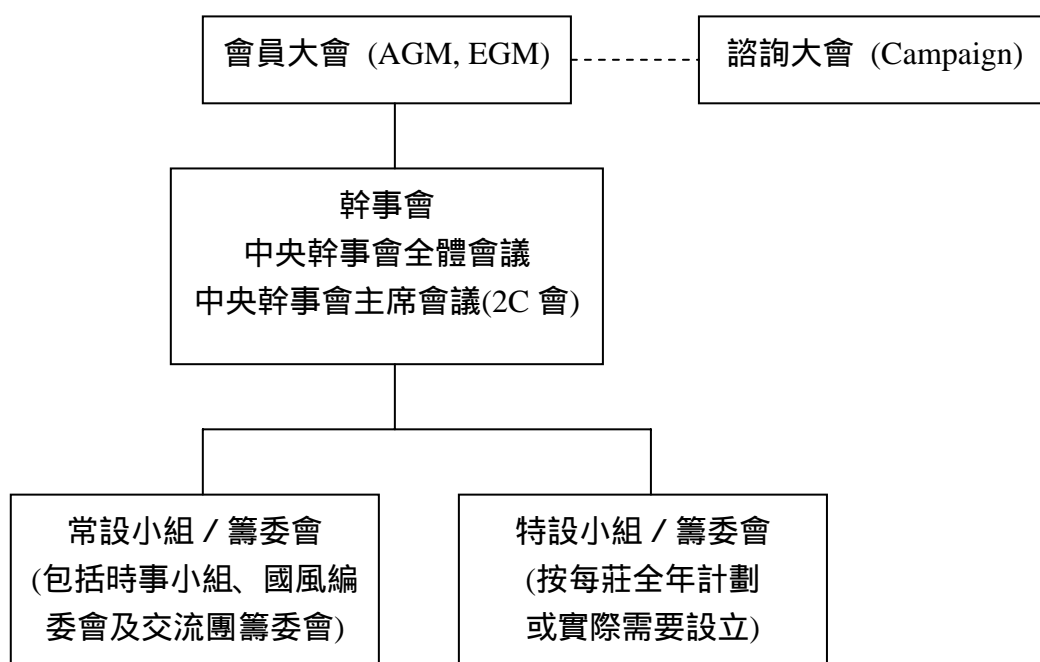 會員大會 (AGM, EGM)
諮詢大會 (Campaign)
幹事會
中央幹事會全體會議
中央幹事會主席會議(2C 會)
常設小組 / 籌委會
(包括時事小組、國風編
委會及交流團籌委會)
特設小組 / 籌委會
(按每莊全年計劃
或實際需要設立)